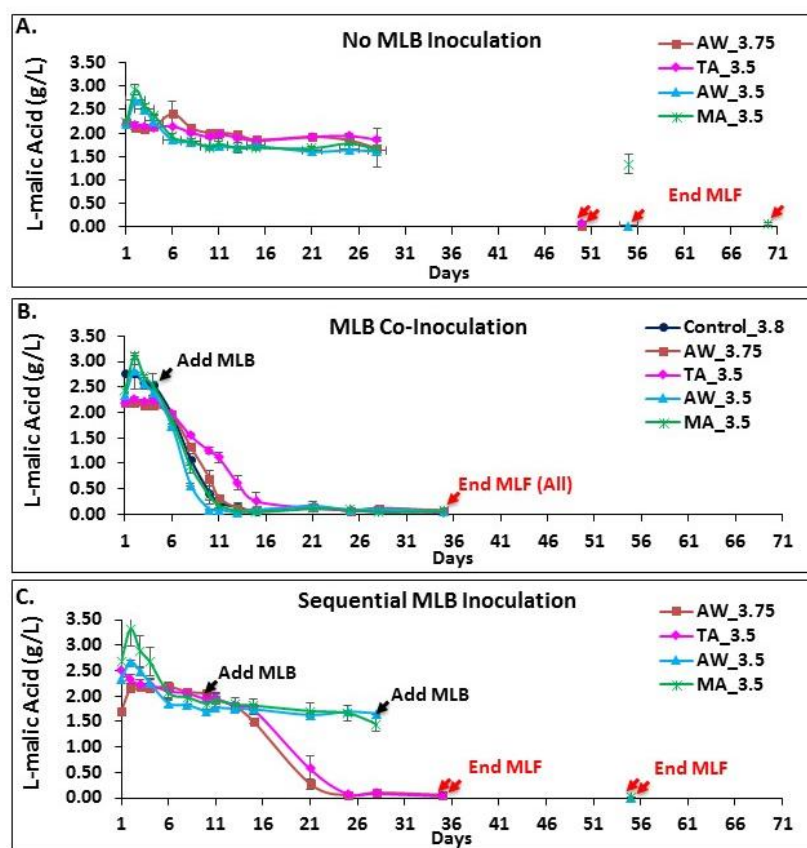 A.
No MLB Inoculation
AW_3.75
TA_3.5
AW_3.5
MA_3.5
L-malic Acid (g/L)
3.50
3.00
2.50
2.00
1.50
1.00
0.50
0.00
End MLF
1 6 11 16 21 26 31 36 41 46 51 56 61 66 71
Days
B.
MLB Co-Inoculation
Control_3.8
AW_3.75
TA_3.5
AW_3.5
MA_3.5
L-malic Acid (g/L)
3.50
3.00
2.50
2.00
1.50
1.00
0.50
0.00
Add MLB
End MLF (All)
1 6 11 16 21 26 31 36 41 46 51 56 61 66 71
Days
C.
Sequential MLB Inoculation
AW_3.75
TA_3.5
AW_3.5
MA_3.5
L-malic Acid (g/L)
3.50
3.00
2.50
2.00
1.50
1.00
0.50
0.00
Add MLB
Add MLB
End MLF
End MLF
1 6 11 16 21 26 31 36 41 46 51 56 61 66 71
Days